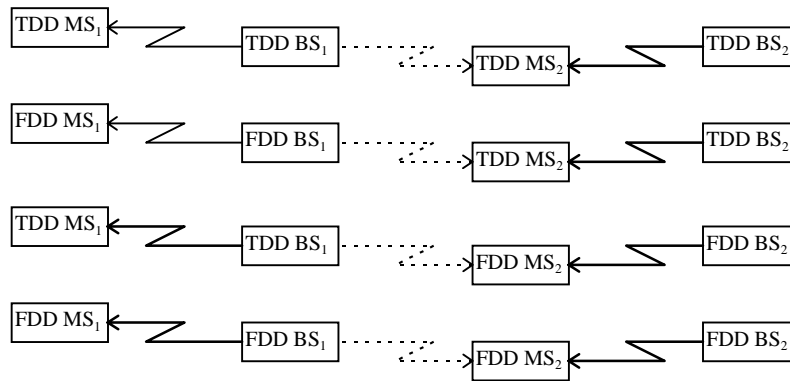 TDD MS₁ TDD BS₁ TDD MS₂ TDD BS₂
FDD MS₁ FDD BS₁ TDD MS₂ TDD BS₂
TDD MS₁ TDD BS₁ FDD MS₂ FDD BS₂
FDD MS₁ FDD BS₁ FDD MS₂ FDD BS₂